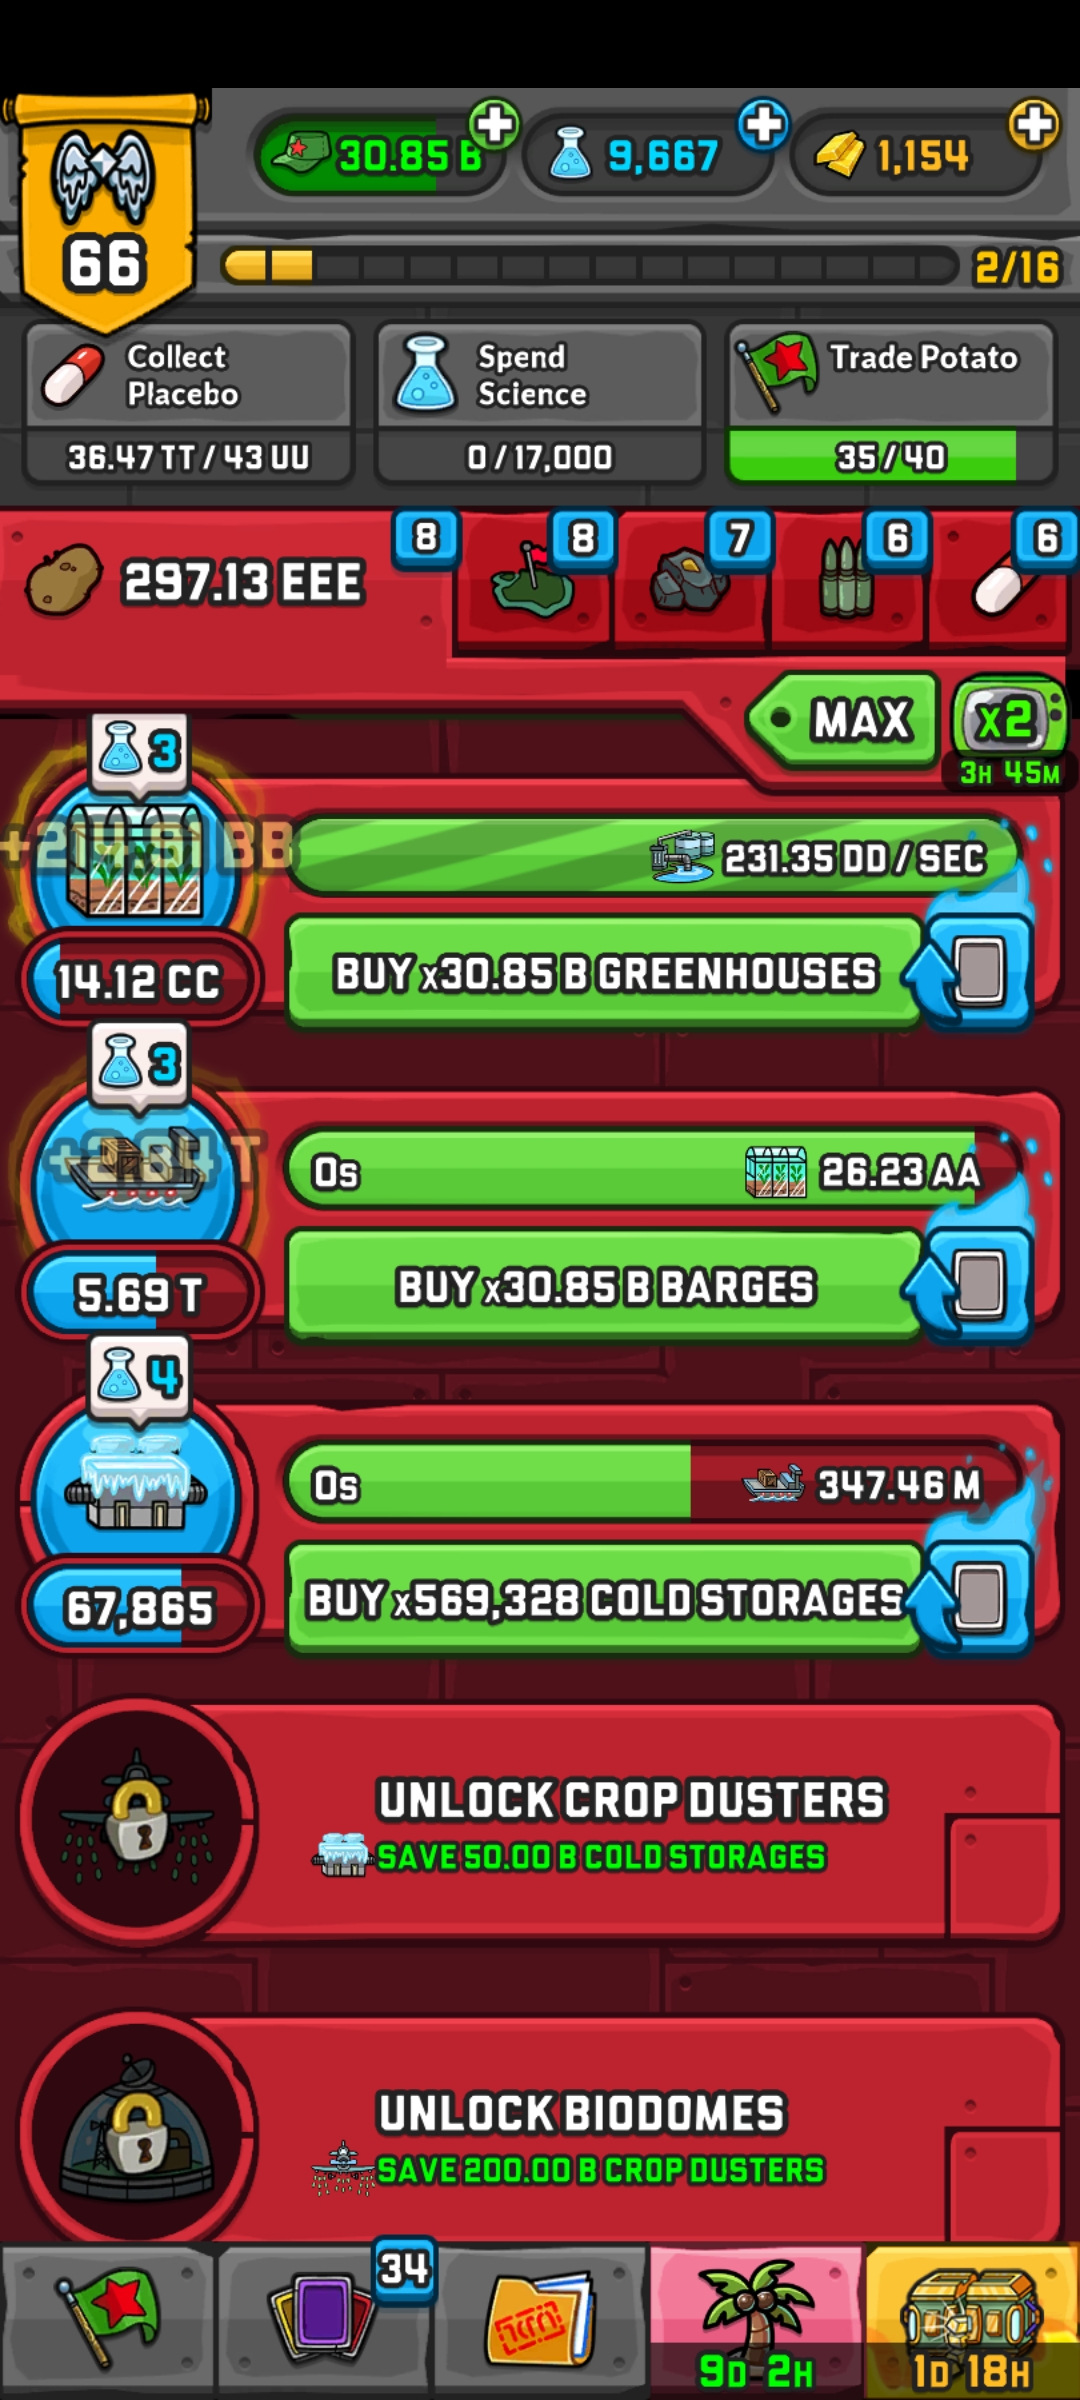 30.85 B
9,667
1,154
66
2/16
Collect
Placebo
36.47 TT / 43 UU
Spend
Science
0 / 17,000
Trade Potato
35 / 40
297.13 EEE
8
8
7
6
6
MAX
x2
3H 45M
3
231.35 DD / SEC
14.12 CC
BUY x30.85 B GREENHOUSES
3
0s
26.23 AA
5.69 T
BUY x30.85 B BARGES
4
0s
347.46 M
67,865
BUY x569,328 COLD STORAGES
UNLOCK CROP DUSTERS
SAVE 50.00 B COLD STORAGES
UNLOCK BIODOMES
SAVE 200.00 B CROP DUSTERS
34
9D 2H
1D 18H